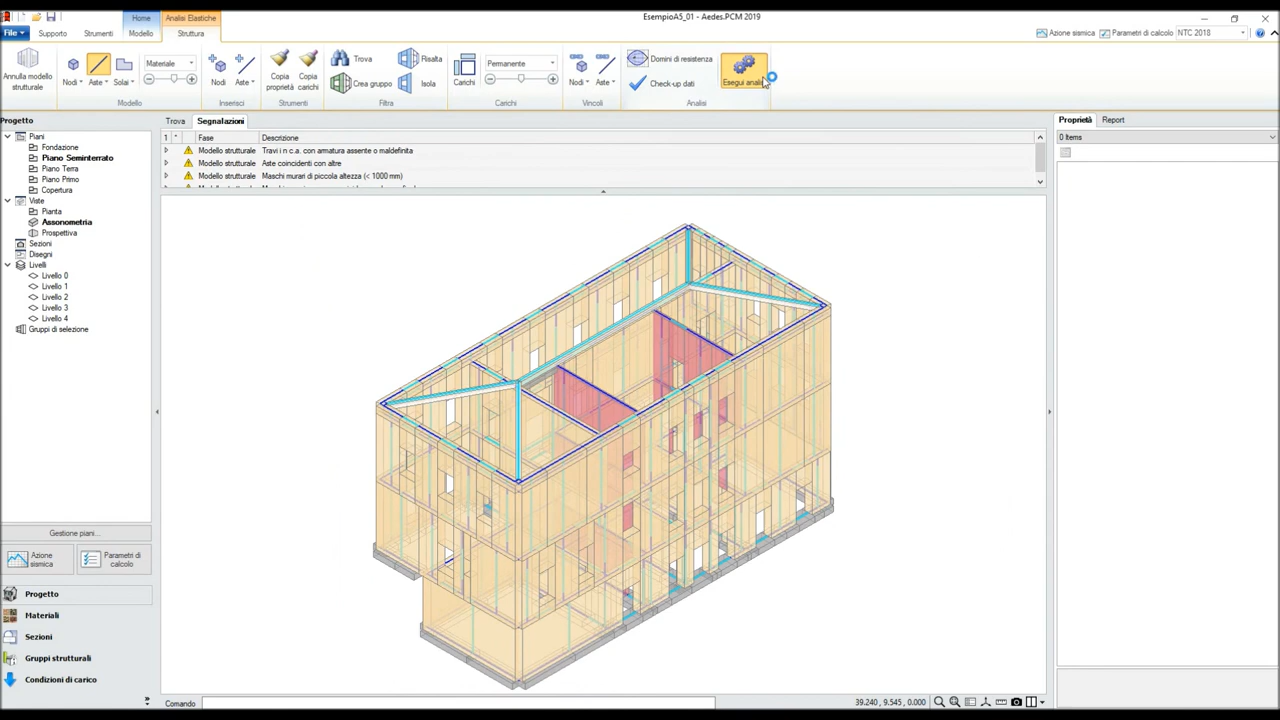 EsempioA5_01 - Aedes.PCM 2019
Home
Analisi Elastiche
File
Supporto
Strumenti
Modello
Struttura
Azione sismica
Parametri di calcolo
NTC 2018
Annulla modello strutturale
Nodi
Aste
Solai
Materiale
Modello
Nodi
Aste
Inserisci
Copia proprietà
Copia carichi
Strumenti
Trova
Crea gruppo
Risalta
Isola
Filtra
Carichi
Permanente
Carichi
Nodi
Aste
Vincoli
Domini di resistenza
Check-up dati
Esegui analisi
Analisi
Progetto
Piani
Fondazione
Piano Seminterrato
Piano Terra
Piano Primo
Copertura
Viste
Pianta
Assonometria
Prospettiva
Sezioni
Disegni
Livelli
Livello 0
Livello 1
Livello 2
Livello 3
Livello 4
Gruppi di selezione
Gestione piani...
Azione sismica
Parametri di calcolo
Progetto
Materiali
Sezioni
Gruppi strutturali
Condizioni di carico
Trova
Segnalazioni
1
Fase
Descrizione
Modello strutturale Travi i n c.a. con armatura assente o maldefinita
Modello strutturale Aste coincidenti con altre
Modello strutturale Maschi murari di piccola altezza (< 1000 mm)
Proprietà
Report
0 Items
Comando
39.240, 9.545, 0.000